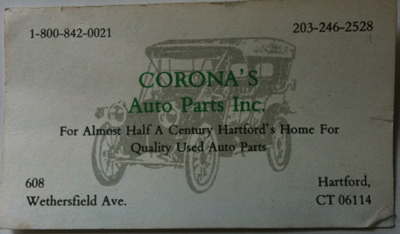 1-800-842-0021 203-246-2528
CORONA'S
Auto Parts Inc.
For Almost Half A Century Hartford's Home For
Quality Used Auto Parts
608 Hartford,
Wethersfield Ave. CT 06114